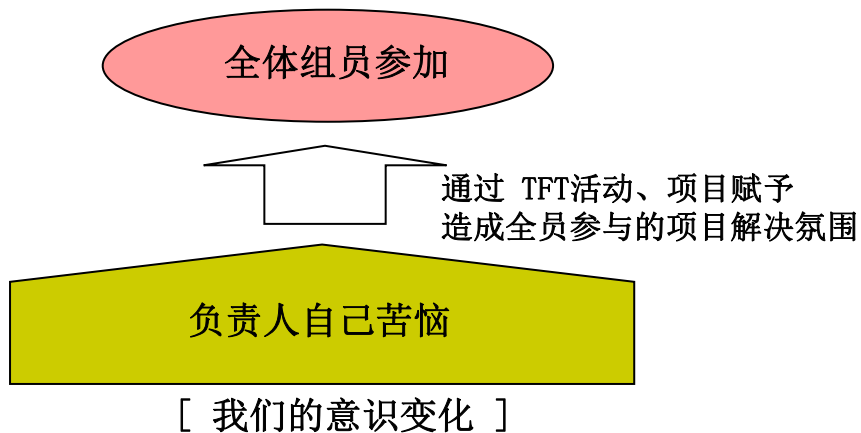 全体组员参加
通过 TFT活动、项目赋予
造成全员参与的项目解决氛围
负责人自己苦恼
[ 我们的意识变化 ]